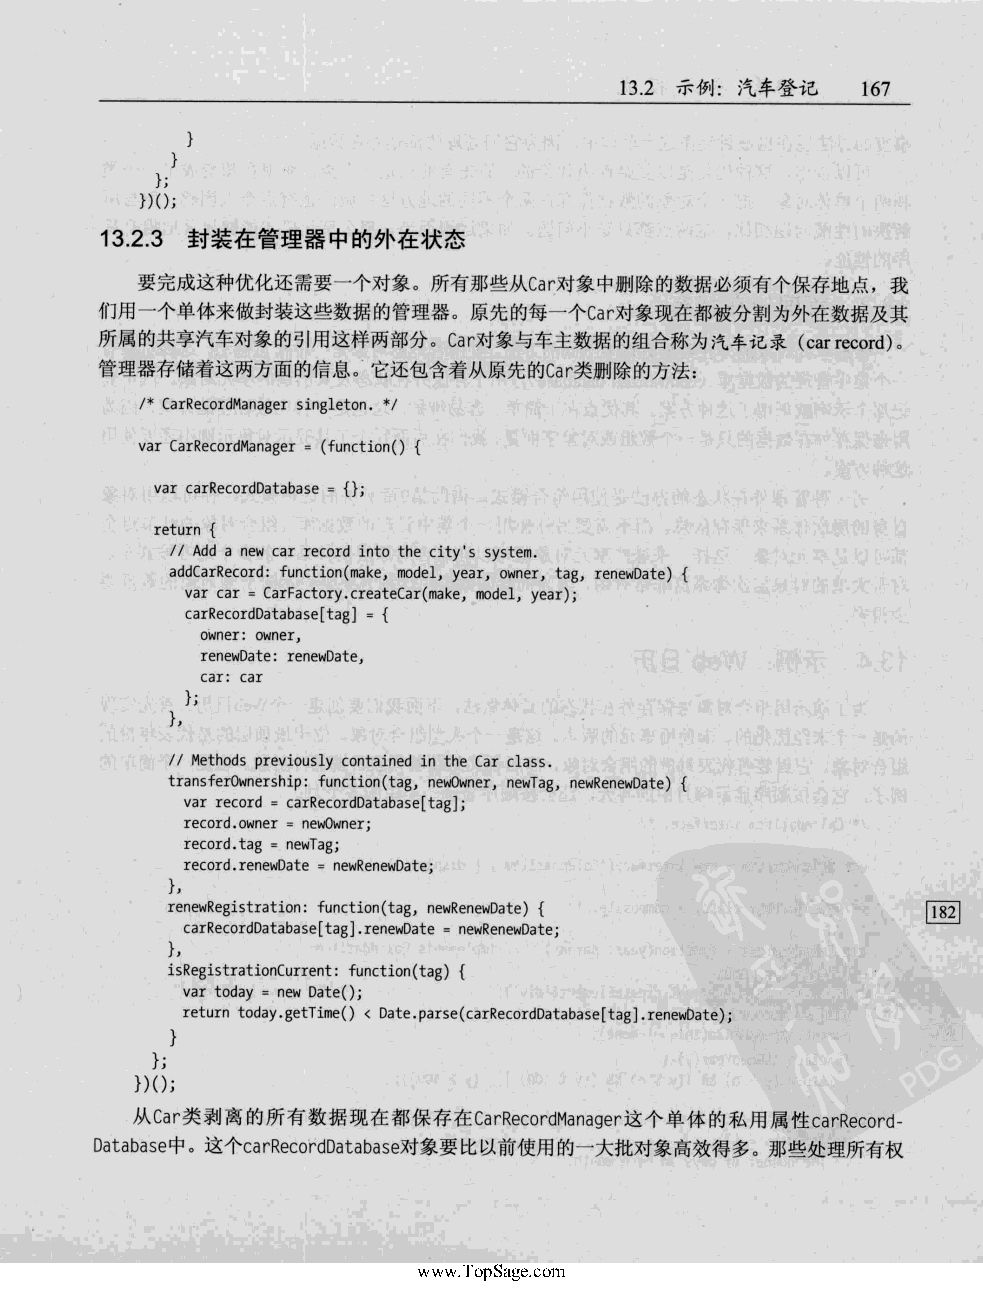 13.2 示例：汽车登记 167
}
}
};
})();
13.2.3 封装在管理器中的外在状态
要完成这种优化还需要一个对象。所有那些从Car对象中删除的数据必须有个保存地点，我
们用一个单体来做封装这些数据的管理器。原先的每一个Car对象现在都被分割为外在数据及其
所属的共享汽车对象的引用这样两部分。Car对象与车主数据的组合称为汽车记录（car record）。
管理器存储着这两方面的信息。它还包含着从原先的Car类删除的方法：
/* CarRecordManager singleton. */
var CarRecordManager = (function() {
var carRecordDatabase = {};
return {
// Add a new car record into the city's system.
addCarRecord: function(make, model, year, owner, tag, renewDate) {
var car = CarFactory.createCar(make, model, year);
carRecordDatabase[tag] = {
owner: owner,
renewDate: renewDate,
car: car
};
},
// Methods previously contained in the Car class.
transferOwnership: function(tag, newOwner, newTag, newRenewDate) {
var record = carRecordDatabase[tag];
record.owner = newOwner;
record.tag = newTag;
record.renewDate = newRenewDate;
},
renewRegistration: function(tag, newRenewDate) {
182
carRecordDatabase[tag].renewDate = newRenewDate;
},
isRegistrationCurrent: function(tag) {
var today = new Date();
return today.getTime() < Date.parse(carRecordDatabase[tag].renewDate);
}
};
})();
PDG
从Car类剥离的所有数据现在都保存在CarRecordManager这个单体的私用属性carRecord-
Database中。这个carRecordDatabase对象要比以前使用的一大批对象高效得多。那些处理所有权
www.TopSage.com